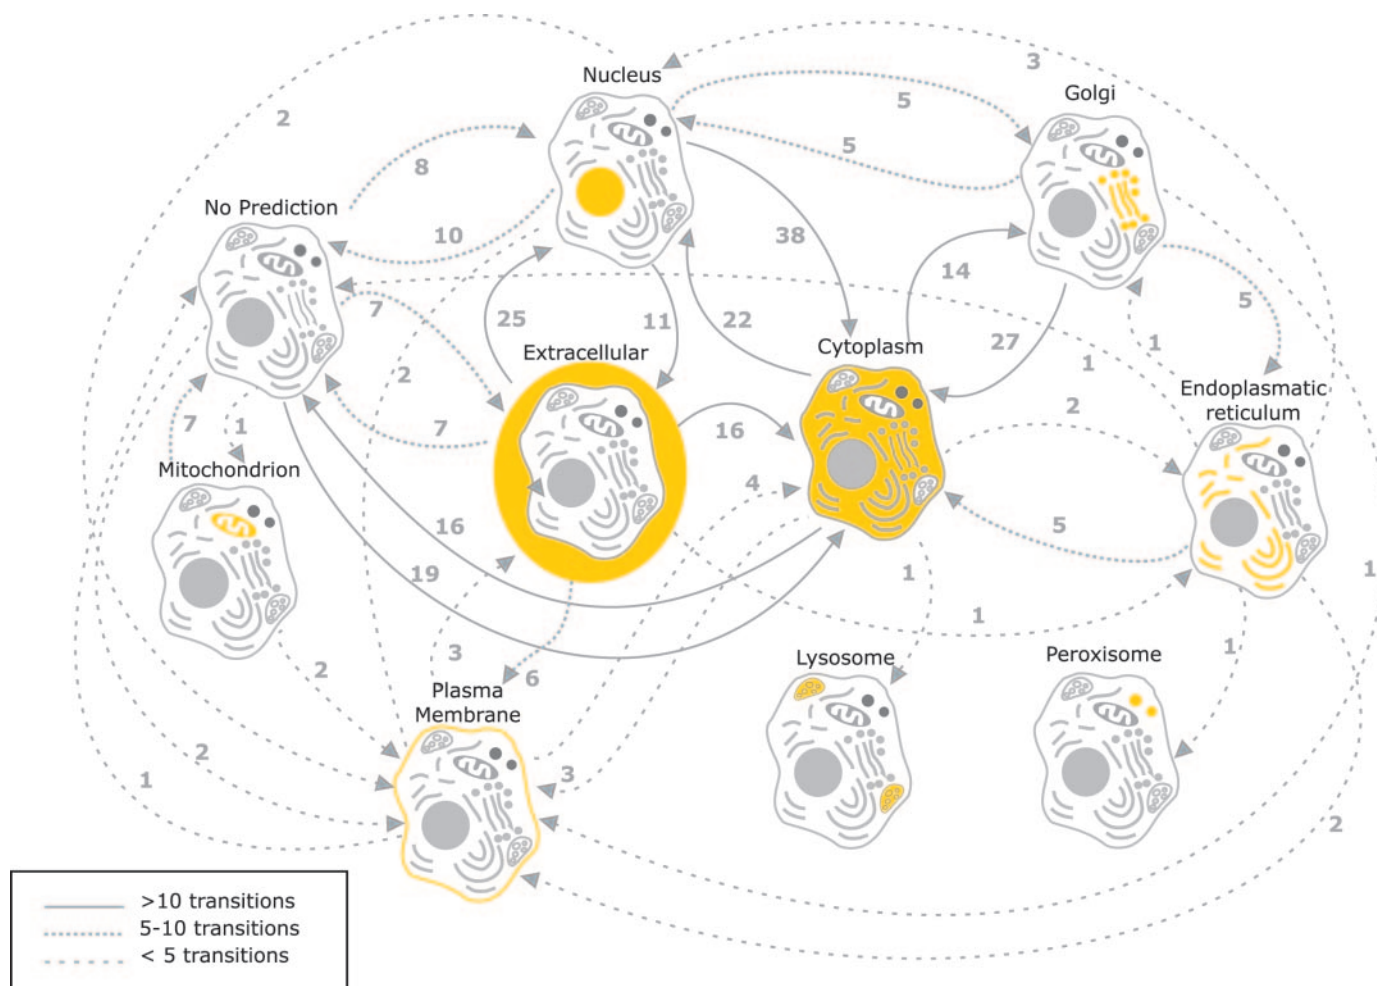 3
Nucleus
2
5
Golgi
8
5
No Prediction
10
38
14
5
7
25
11
22
27
Extracellular
Cytoplasm
1
1
2
Endoplasmatic
reticulum
7
1
7
16
2
Mitochondrion
4
16
5
19
1
1
1
3
2
6
Lysosome
Peroxisome
1
Plasma
Membrane
2
1
3
2
>10 transitions
5-10 transitions
< 5 transitions